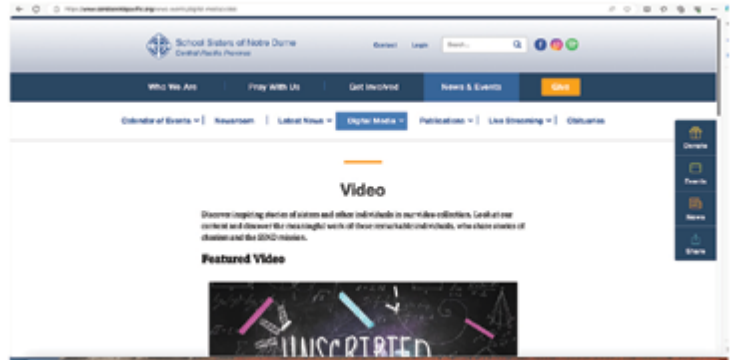 School Sisters of Notre Dame
Central Pacific Province
Contact Login Search...
Who We Are Pray With Us Get Involved News & Events Give
Calendar of Events Newsroom Latest News Digital Media Publications Live Streaming Obituaries
Donate
Events
News
Share
Video
Discover inspiring stories of sisters and other individuals in our video collection. Look at our
content and discover the meaningful work of these remarkable individuals, who share stories of
charism and the SSND mission.
Featured Video
UNSCRIPTED